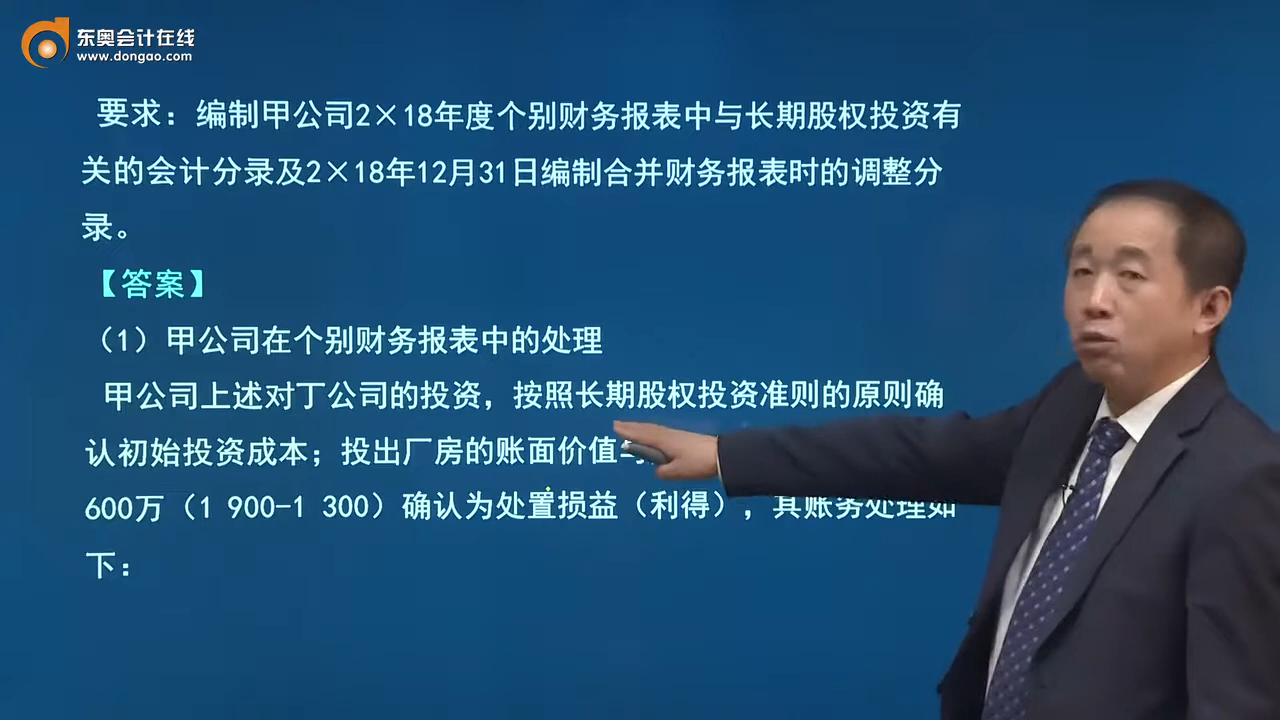 东奥会计在线
www.dongao.com
要求：编制甲公司2×18年度个别财务报表中与长期股权投资有
关的会计分录及2×18年12月31日编制合并财务报表时的调整分
录。
【答案】
（1）甲公司在个别财务报表中的处理
甲公司上述对丁公司的投资，按照长期股权投资准则的原则确
认初始投资成本；投出厂房的账面价值与
600万（1 900-1 300）确认为处置损益（利得），其账务处理如
下：